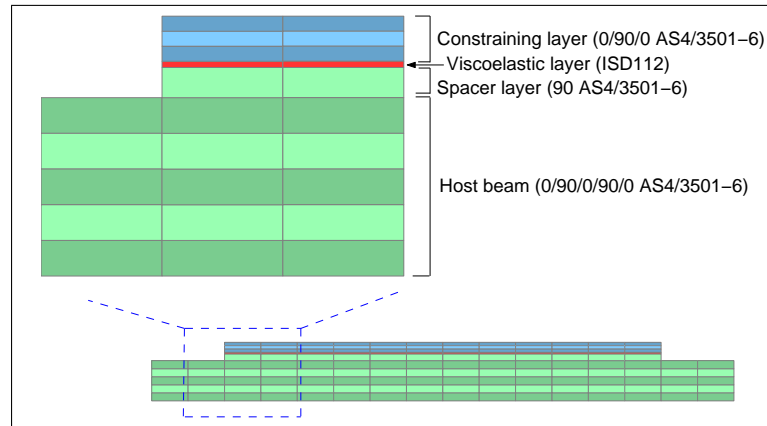 Constraining layer (0/90/0 AS4/3501−6)
Viscoelastic layer (ISD112)
Spacer layer (90 AS4/3501−6)
Host beam (0/90/0/90/0 AS4/3501−6)